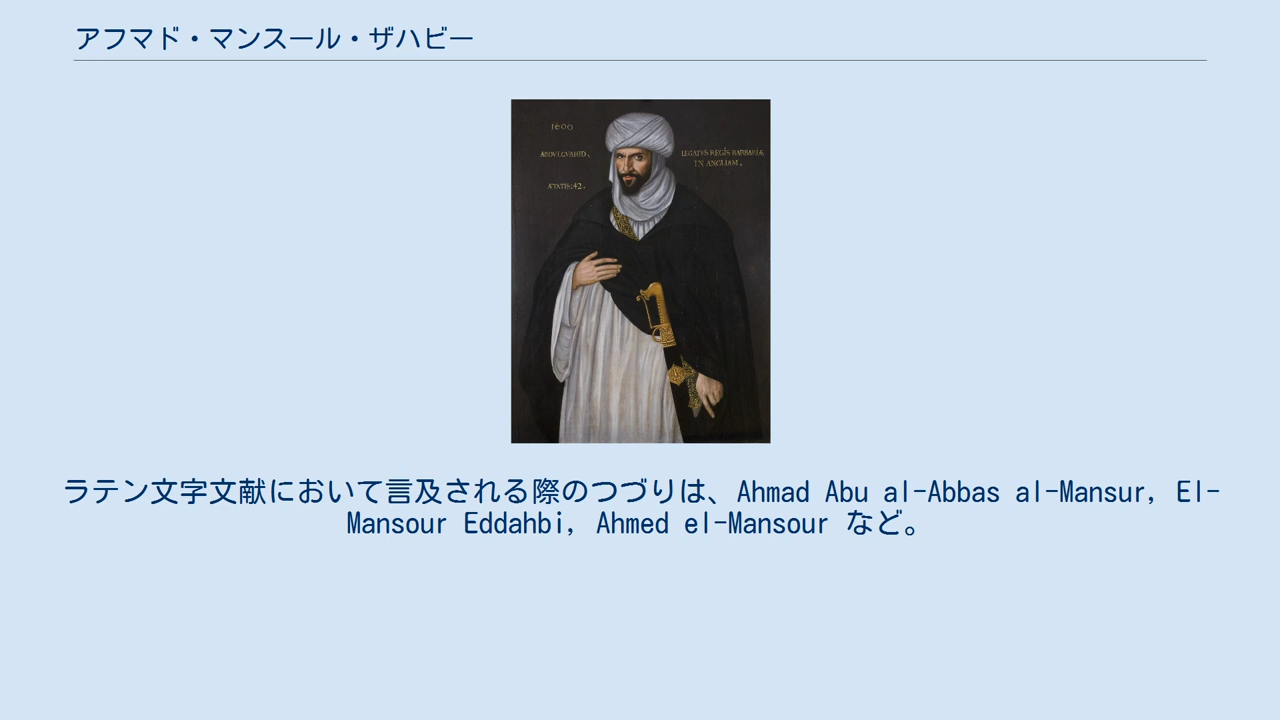 アフマド・マンスール・ザハビー
1600
ABDVLGVAHID.
ÆTATIS:42.
LEGATVS REGIS BARBARIÆ
IN ANGLIAM.
ラテン文字文献において言及される際のつづりは、Ahmad Abu al-Abbas al-Mansur, El-
Mansour Eddahbi, Ahmed el-Mansour など。